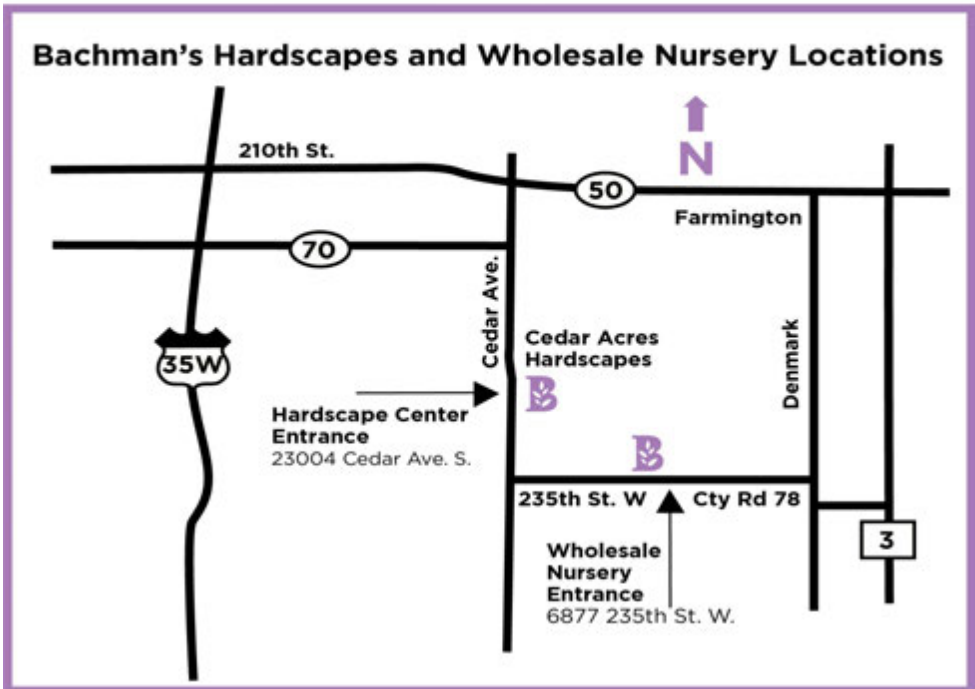 Bachman's Hardscapes and Wholesale Nursery Locations
N
210th St.
50
Farmington
70
Cedar Ave.
Cedar Acres
Hardscapes
Denmark
35W
B
Hardscape Center
Entrance
23004 Cedar Ave. S.
B
235th St. W
Cty Rd 78
3
Wholesale
Nursery
Entrance
6877 235th St. W.